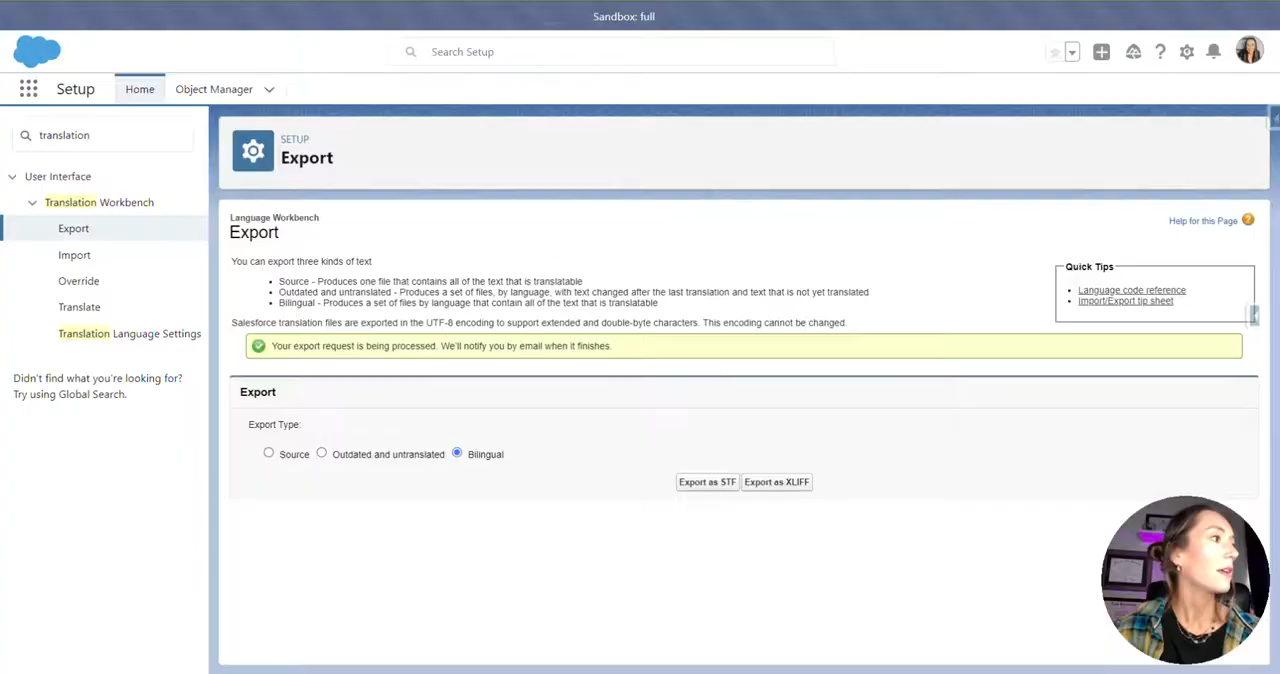 Sandbox: full
Search Setup
Setup
Home
Object Manager
translation
User Interface
Translation Workbench
Export
Import
Override
Translate
Translation Language Settings
Didn't find what you're looking for?
Try using Global Search.
SETUP
Export
Language Workbench
Export
Help for this Page
You can export three kinds of text
• Source - Produces one file that contains all of the text that is translatable
• Outdated and untranslated - Produces a set of files, by language, with text changed after the last translation and text that is not yet translated
• Bilingual - Produces a set of files by language that contain all of the text that is translatable
Quick Tips
• Language code reference
• Import/Export tip sheet
Salesforce translation files are exported in the UTF-8 encoding to support extended and double-byte characters. This encoding cannot be changed.
Your export request is being processed. We'll notify you by email when it finishes.
Export
Export Type:
Source Outdated and untranslated Bilingual
Export as STF Export as XLIFF